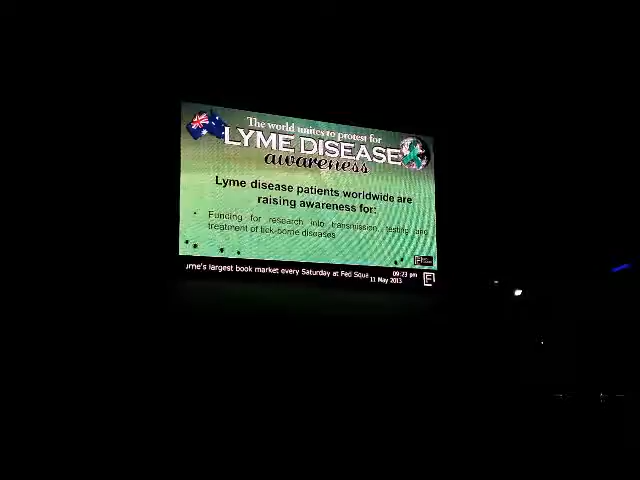 The world unites to protest for
LYME DISEASE
awareness
Lyme disease patients worldwide are
raising awareness for:
• Funding for research into transmission, testing and
treatment of tick-borne diseases
urne's largest book market every Saturday at Fed Squa
09:23 pm
11 May 2013